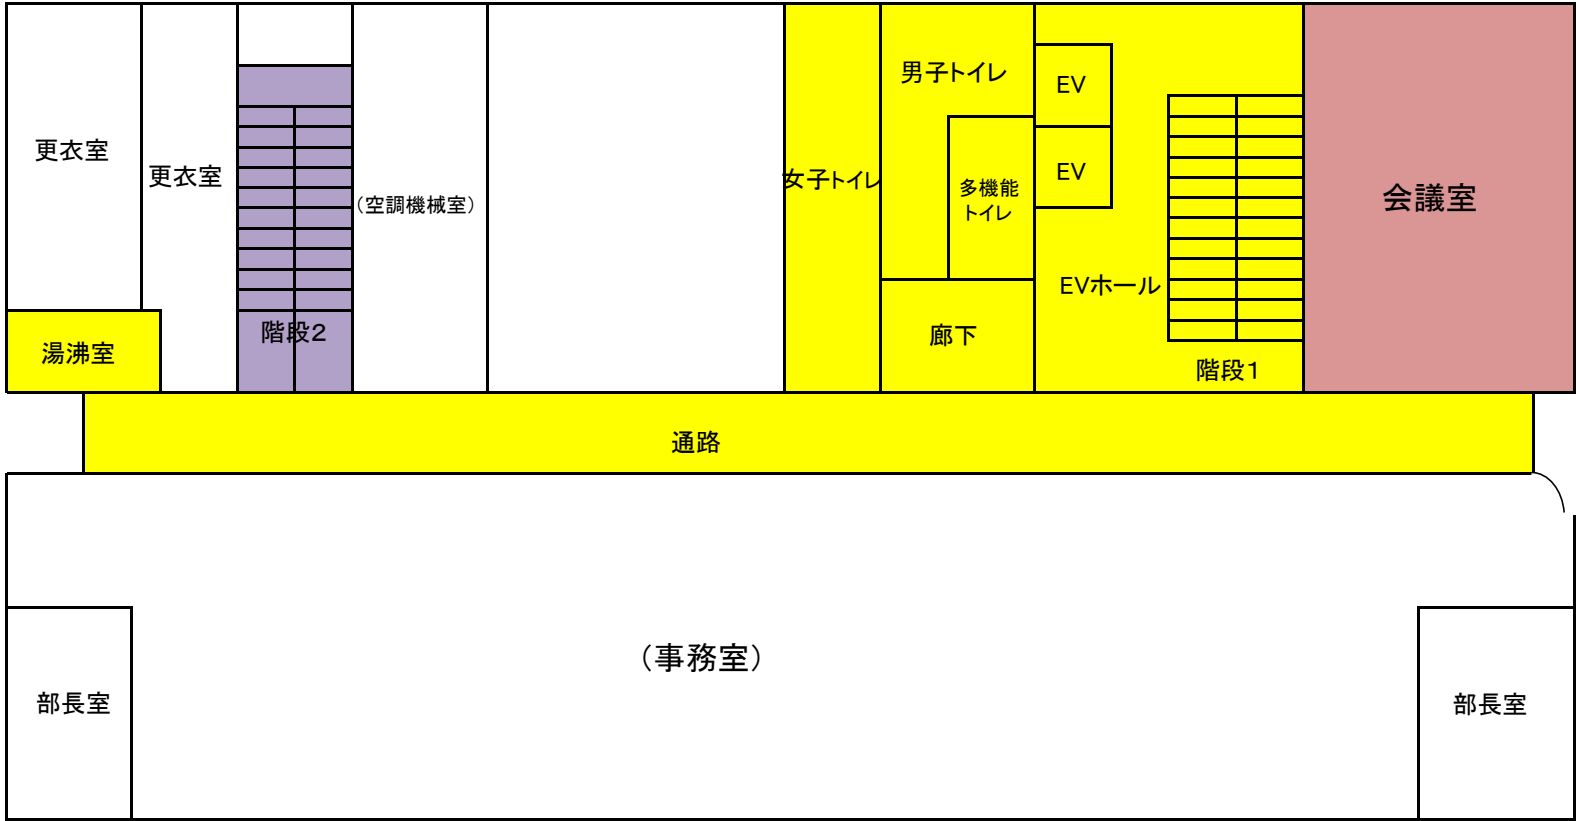 更衣室
更衣室
階段2
(空調機械室)
湯沸室
女子トイレ
男子トイレ
多機能
トイレ
廊下
EV
EV
EVホール
階段1
会議室
通路
(事務室)
部長室
部長室